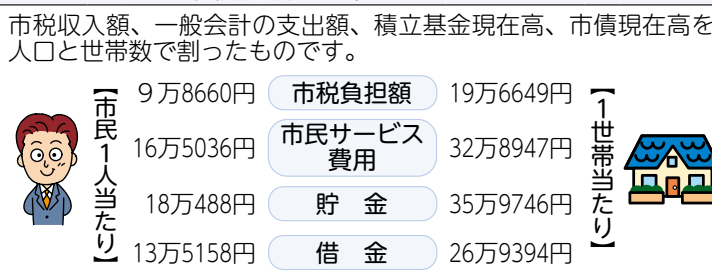 市税収入額、一般会計の支出額、積立基金現在高、市債現在高を
人口と世帯数で割ったものです。
【市民1人当たり】
9万8660円 市税負担額 19万6649円
16万5036円 市民サービス
費用 32万8947円
18万488円 貯 金 35万9746円
13万5158円 借 金 26万9394円
【1世帯当たり】